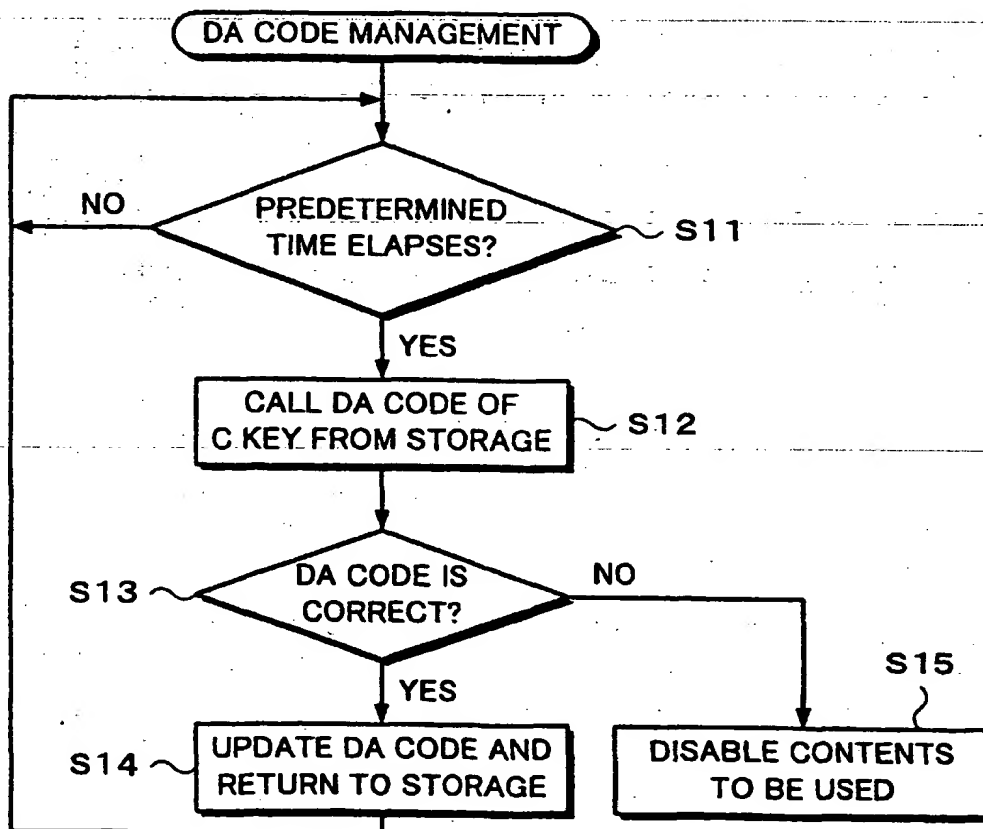 DA CODE MANAGEMENT
NO
PREDETERMINED
TIME ELAPSES?
S11
YES
CALL DA CODE OF
C KEY FROM STORAGE
S12
S13
DA CODE IS
CORRECT?
NO
YES
S15
S14
UPDATE DA CODE AND
RETURN TO STORAGE
DISABLE CONTENTS
TO BE USED